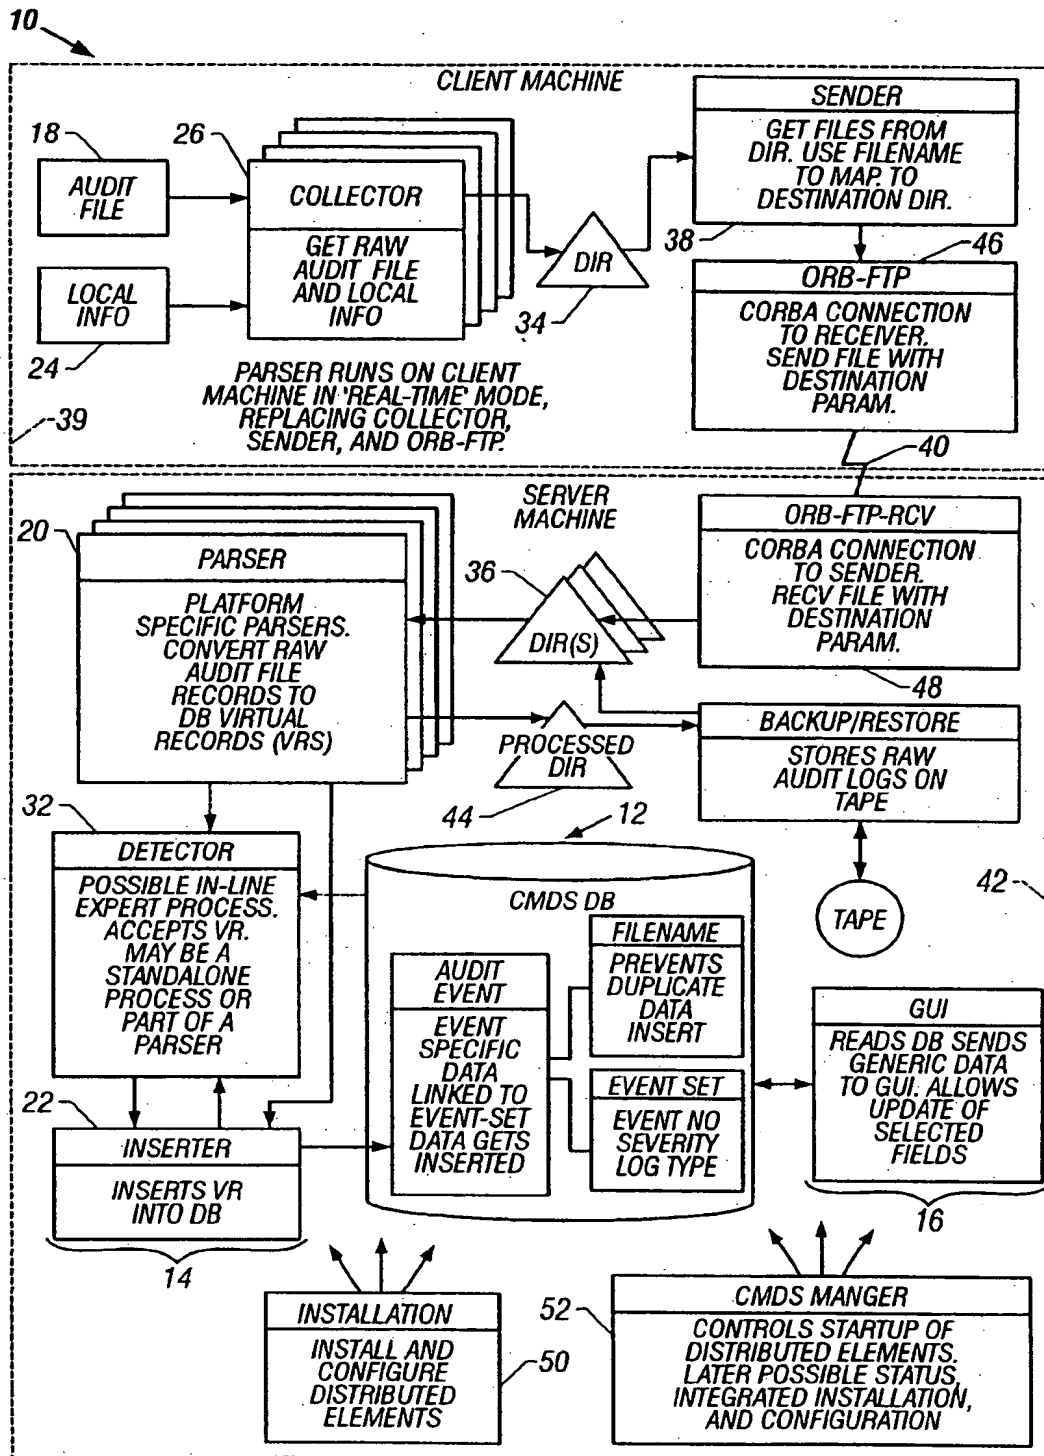 10
CLIENT MACHINE
18
AUDIT
FILE
LOCAL
INFO
24
39
26
COLLECTOR
GET RAW
AUDIT FILE
AND LOCAL
INFO
DIR
34
SENDER
GET FILES FROM
DIR. USE FILENAME
TO MAP. TO
DESTINATION DIR.
38
46
ORB-FTP
CORBA CONNECTION
TO RECEIVER.
SEND FILE WITH
DESTINATION
PARAM.
PARSER RUNS ON CLIENT
MACHINE IN 'REAL-TIME' MODE,
REPLACING COLLECTOR,
SENDER, AND ORB-FTP.
40
SERVER
MACHINE
20
PARSER
PLATFORM
SPECIFIC PARSERS.
CONVERT RAW
AUDIT FILE
RECORDS TO
DB VIRTUAL
RECORDS (VRS)
36
DIR(S)
ORB-FTP-RCV
CORBA CONNECTION
TO SENDER.
RECV FILE WITH
DESTINATION
PARAM.
48
PROCESSED
DIR
44
BACKUP/RESTORE
STORES RAW
AUDIT LOGS ON
TAPE
TAPE
42
32
DETECTOR
POSSIBLE IN-LINE
EXPERT PROCESS.
ACCEPTS VR.
MAY BE A
STANDALONE
PROCESS OR
PART OF A
PARSER
12
CMDS DB
AUDIT
EVENT
EVENT
SPECIFIC
DATA
LINKED TO
EVENT-SET
DATA GETS
INSERTED
FILENAME
PREVENTS
DUPLICATE
DATA
INSERT
EVENT SET
EVENT NO
SEVERITY
LOG TYPE
GUI
READS DB SENDS
GENERIC DATA
TO GUI. ALLOWS
UPDATE OF
SELECTED
FIELDS
16
22
INSERTER
INSERTS VR
INTO DB
14
INSTALLATION
INSTALL AND
CONFIGURE
DISTRIBUTED
ELEMENTS
50
52
CMDS MANGER
CONTROLS STARTUP OF
DISTRIBUTED ELEMENTS.
LATER POSSIBLE STATUS,
INTEGRATED INSTALLATION,
AND CONFIGURATION